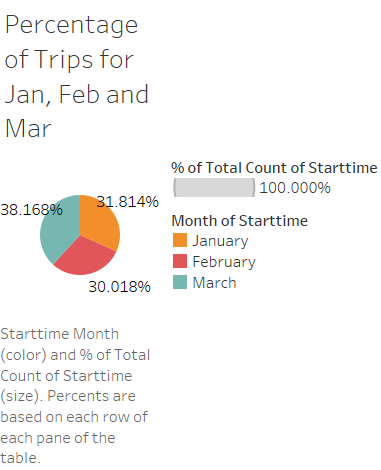 Percentage
of Trips for
Jan, Feb and
Mar
% of Total Count of Starttime
100.000%
38.168%
31.814%
30.018%
Month of Starttime
January
February
March
Starttime Month
(color) and % of Total
Count of Starttime
(size). Percents are
based on each row of
each pane of the
table.